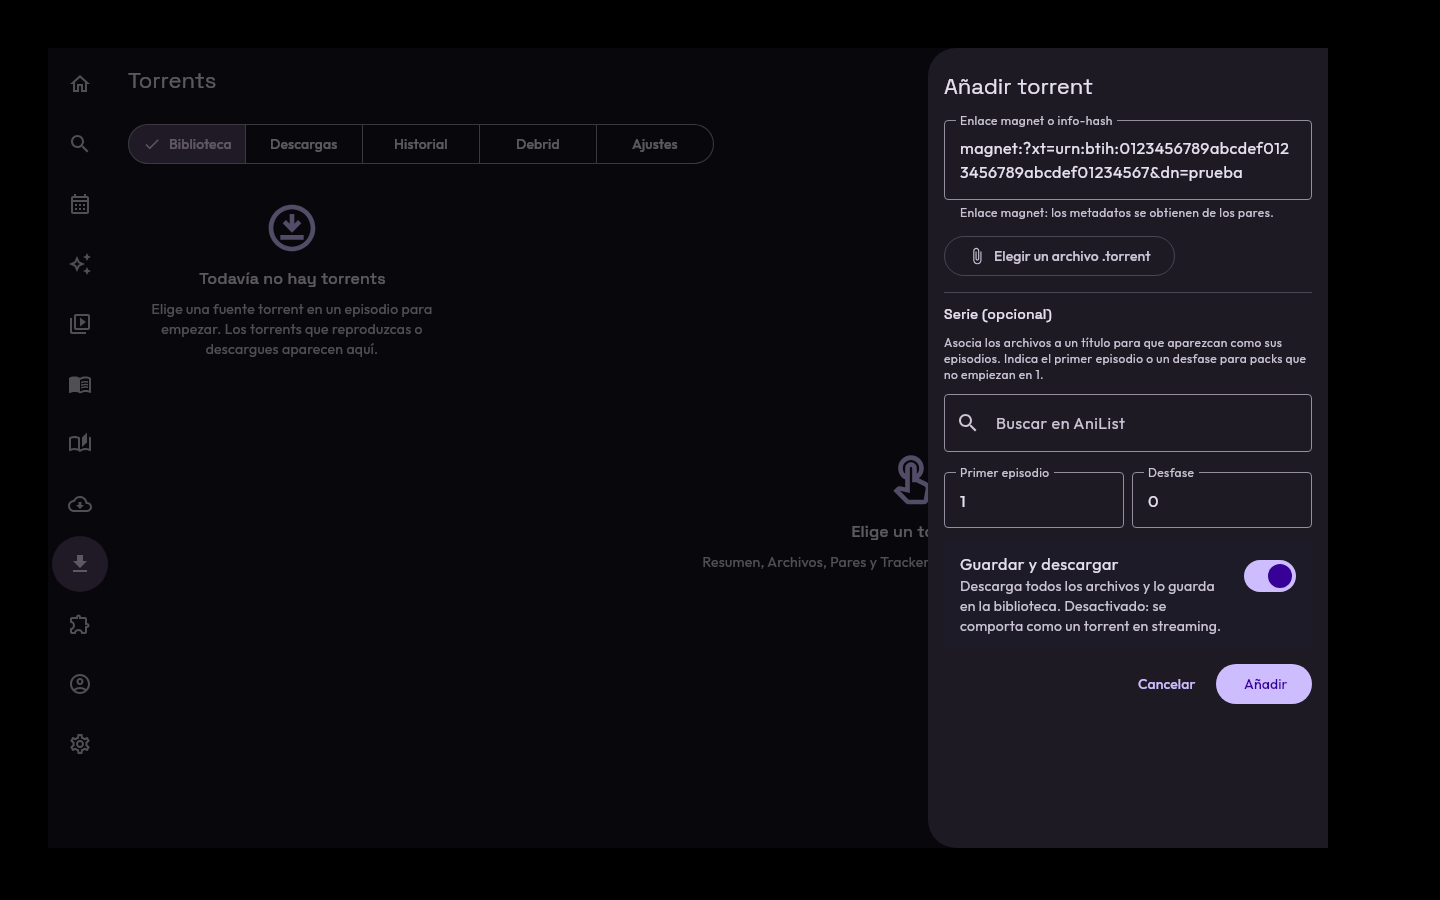 Torrents
Biblioteca
Descargas
Historial
Debrid
Ajustes
Todavía no hay torrents
Elige una fuente torrent en un episodio para
empezar. Los torrents que reproduzcas o
descargues aparecen aquí.
Elige un to
Resumen, Archivos, Pares y Tracker
Añadir torrent
Enlace magnet o info-hash
magnet:?xt=urn:btih:0123456789abcdef012
3456789abcdef01234567&dn=prueba
Enlace magnet: los metadatos se obtienen de los pares.
Elegir un archivo .torrent
Serie (opcional)
Asocia los archivos a un título para que aparezcan como sus
episodios. Indica el primer episodio o un desfase para packs que
no empiezan en 1.
Buscar en AniList
Primer episodio
1
Desfase
0
Guardar y descargar
Descarga todos los archivos y lo guarda
en la biblioteca. Desactivado: se
comporta como un torrent en streaming.
Cancelar
Añadir